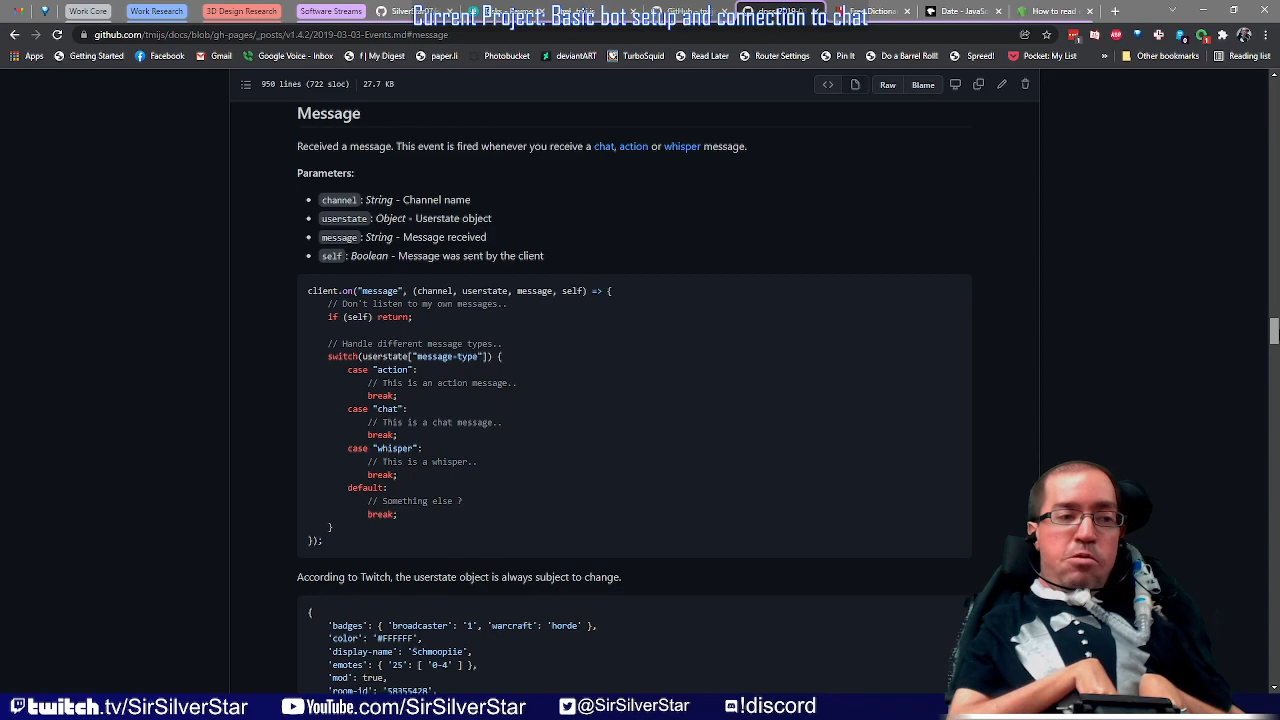 Work Core
Work Research
3D Design Research
Software Streams
Current Project: Basic bot setup and connection to chat
github.com/tmijs/docs/blob/gh-pages/_posts/v1.4.2/2019-03-03-Events.md#message
Apps
Getting Started
Facebook
Gmail
Google Voice - Inbox
f | My Digest
paper.li
Photobucket
deviantART
TurboSquid
Read Later
Router Settings
Pin It
Do a Barrel Roll!
Spreed!
Pocket: My List
Other bookmarks
Reading list
950 lines (722 sloc)
27.7 KB
Raw
Blame
Message
Received a message. This event is fired whenever you receive a chat, action or whisper message.
Parameters:
channel: String - Channel name
userstate: Object - Userstate object
message: String - Message received
self: Boolean - Message was sent by the client
client.on("message", (channel, userstate, message, self) => {
// Don't listen to my own messages..
if (self) return;
// Handle different message types..
switch(userstate["message-type"]) {
case "action":
// This is an action message..
break;
case "chat":
// This is a chat message..
break;
case "whisper":
// This is a whisper..
break;
default:
// Something else ?
break;
}
});
According to Twitch, the userstate object is always subject to change.
{
'badges': { 'broadcaster': '1', 'warcraft': 'horde' },
'color': '#FFFFFF',
'display-name': 'Schmoopiie',
'emotes': { '25': [ '0-4' ] },
'mod': true,
'room-id': '58355428',
twitch.tv/SirSilverStar
YouTube.com/SirSilverStar
@SirSilverStar
!discord